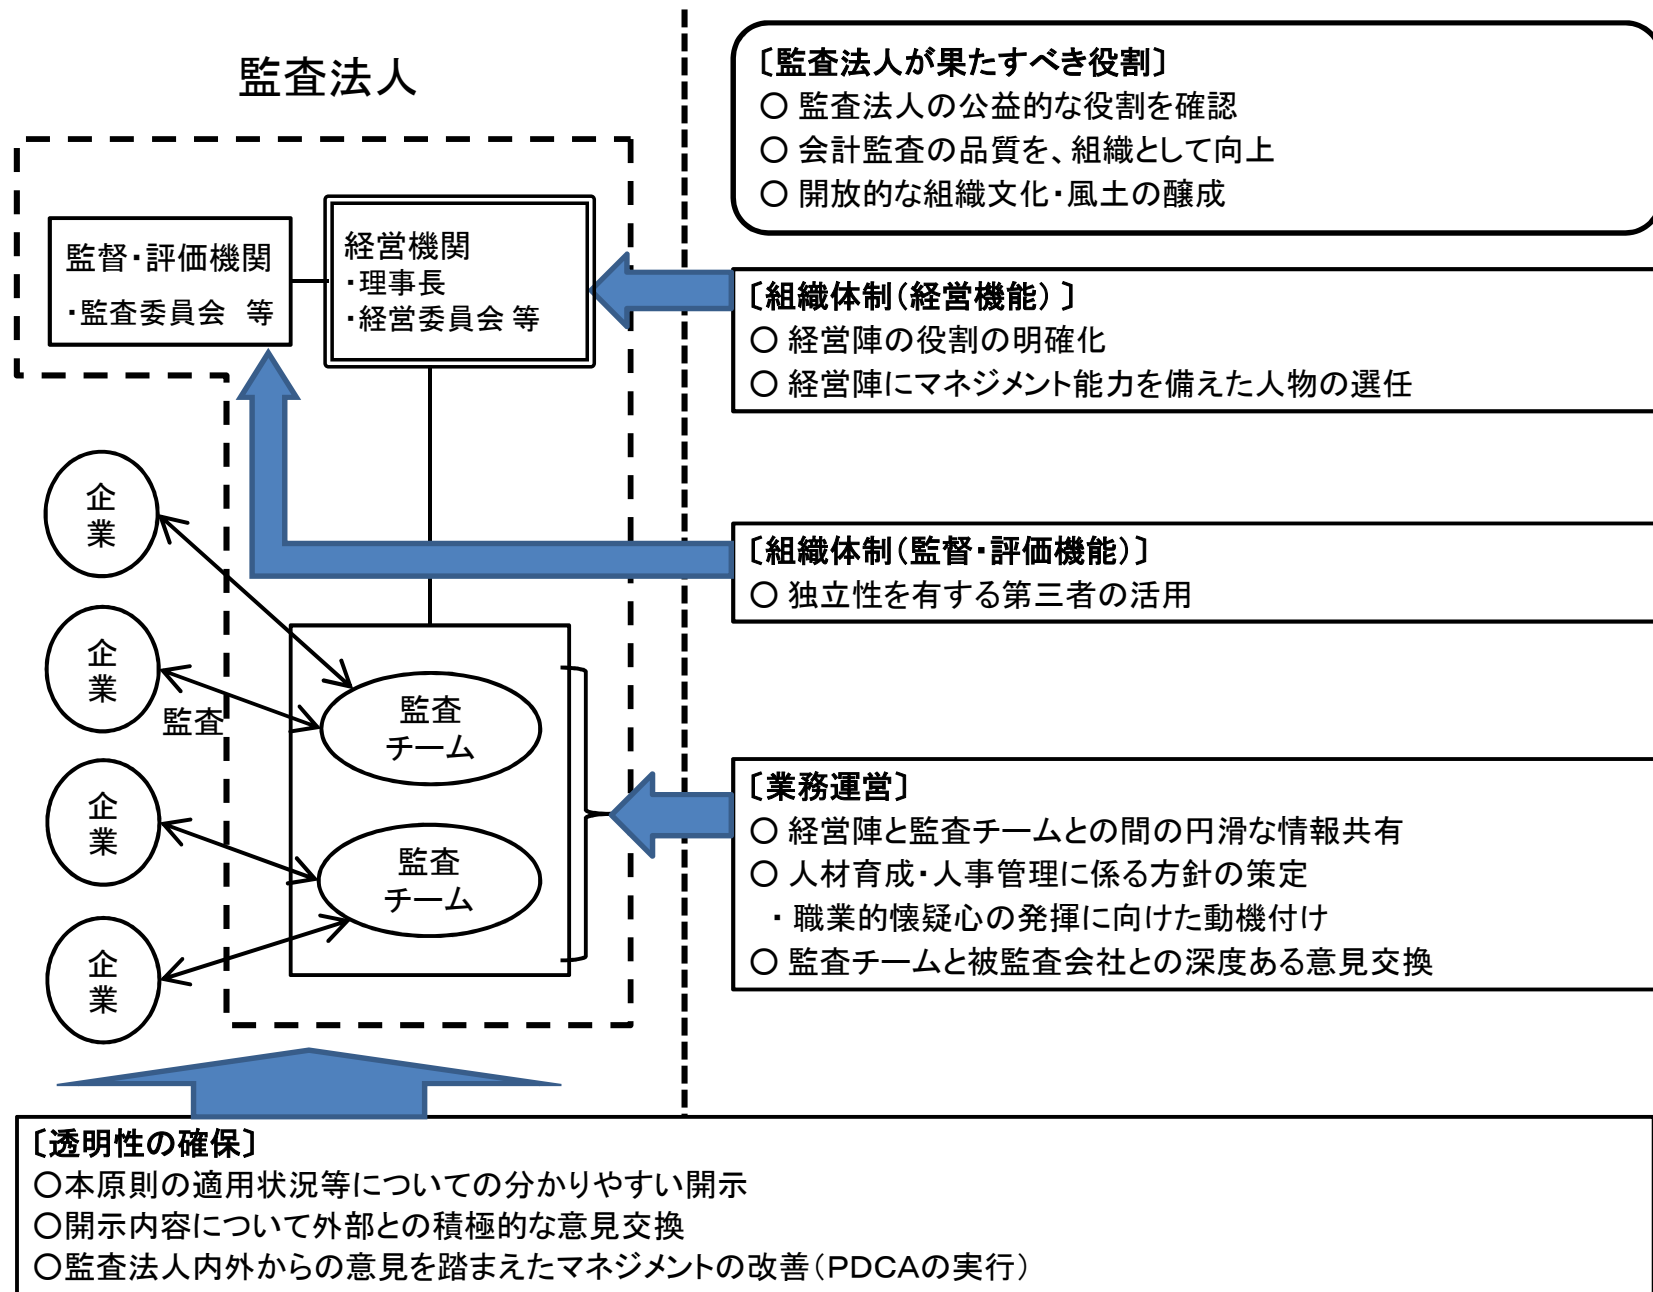 監査法人
監督・評価機関
・監査委員会 等
経営機関
・理事長
・経営委員会 等
企
業
企
業
監査
企
業
企
業
監査
チーム
監査
チーム
〔監査法人が果たすべき役割〕
○ 監査法人の公益的な役割を確認
○ 会計監査の品質を、組織として向上
○ 開放的な組織文化・風土の醸成
〔組織体制(経営機能) 〕
○ 経営陣の役割の明確化
○ 経営陣にマネジメント能力を備えた人物の選任
〔組織体制(監督・評価機能)〕
○ 独立性を有する第三者の活用
〔業務運営〕
○ 経営陣と監査チームとの間の円滑な情報共有
○ 人材育成・人事管理に係る方針の策定
・ 職業的懐疑心の発揮に向けた動機付け
○ 監査チームと被監査会社との深度ある意見交換
〔透明性の確保〕
○本原則の適用状況等についての分かりやすい開示
○開示内容について外部との積極的な意見交換
○監査法人内外からの意見を踏まえたマネジメントの改善(PDCAの実行)